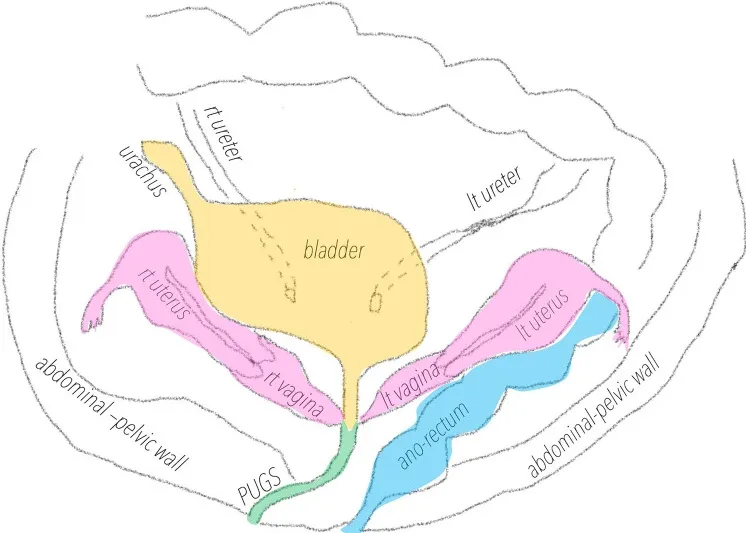 rt ureter
urachus
lt ureter
bladder
rt uterus
lt uterus
rt vagina
lt vagina
abdominal –pelvic wall
ano-rectum
abdominal-pelvic wall
PUGS